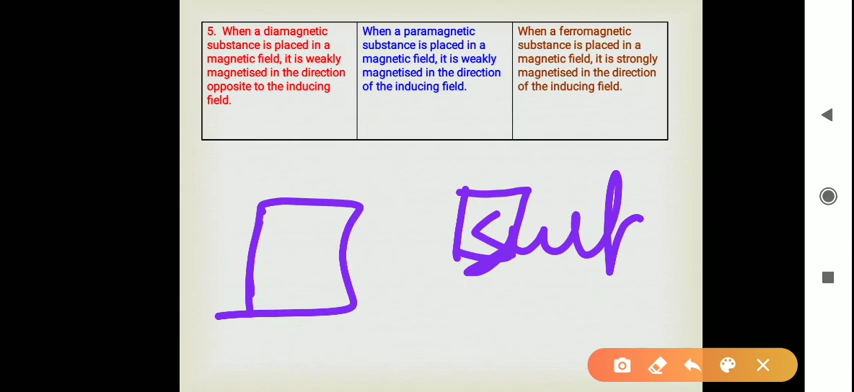 5. When a diamagnetic
substance is placed in a
magnetic field, it is weakly
magnetised in the direction
opposite to the inducing
field.
When a paramagnetic
substance is placed in a
magnetic field, it is weakly
magnetised in the direction
of the inducing field.
When a ferromagnetic
substance is placed in a
magnetic field, it is strongly
magnetised in the direction
of the inducing field.